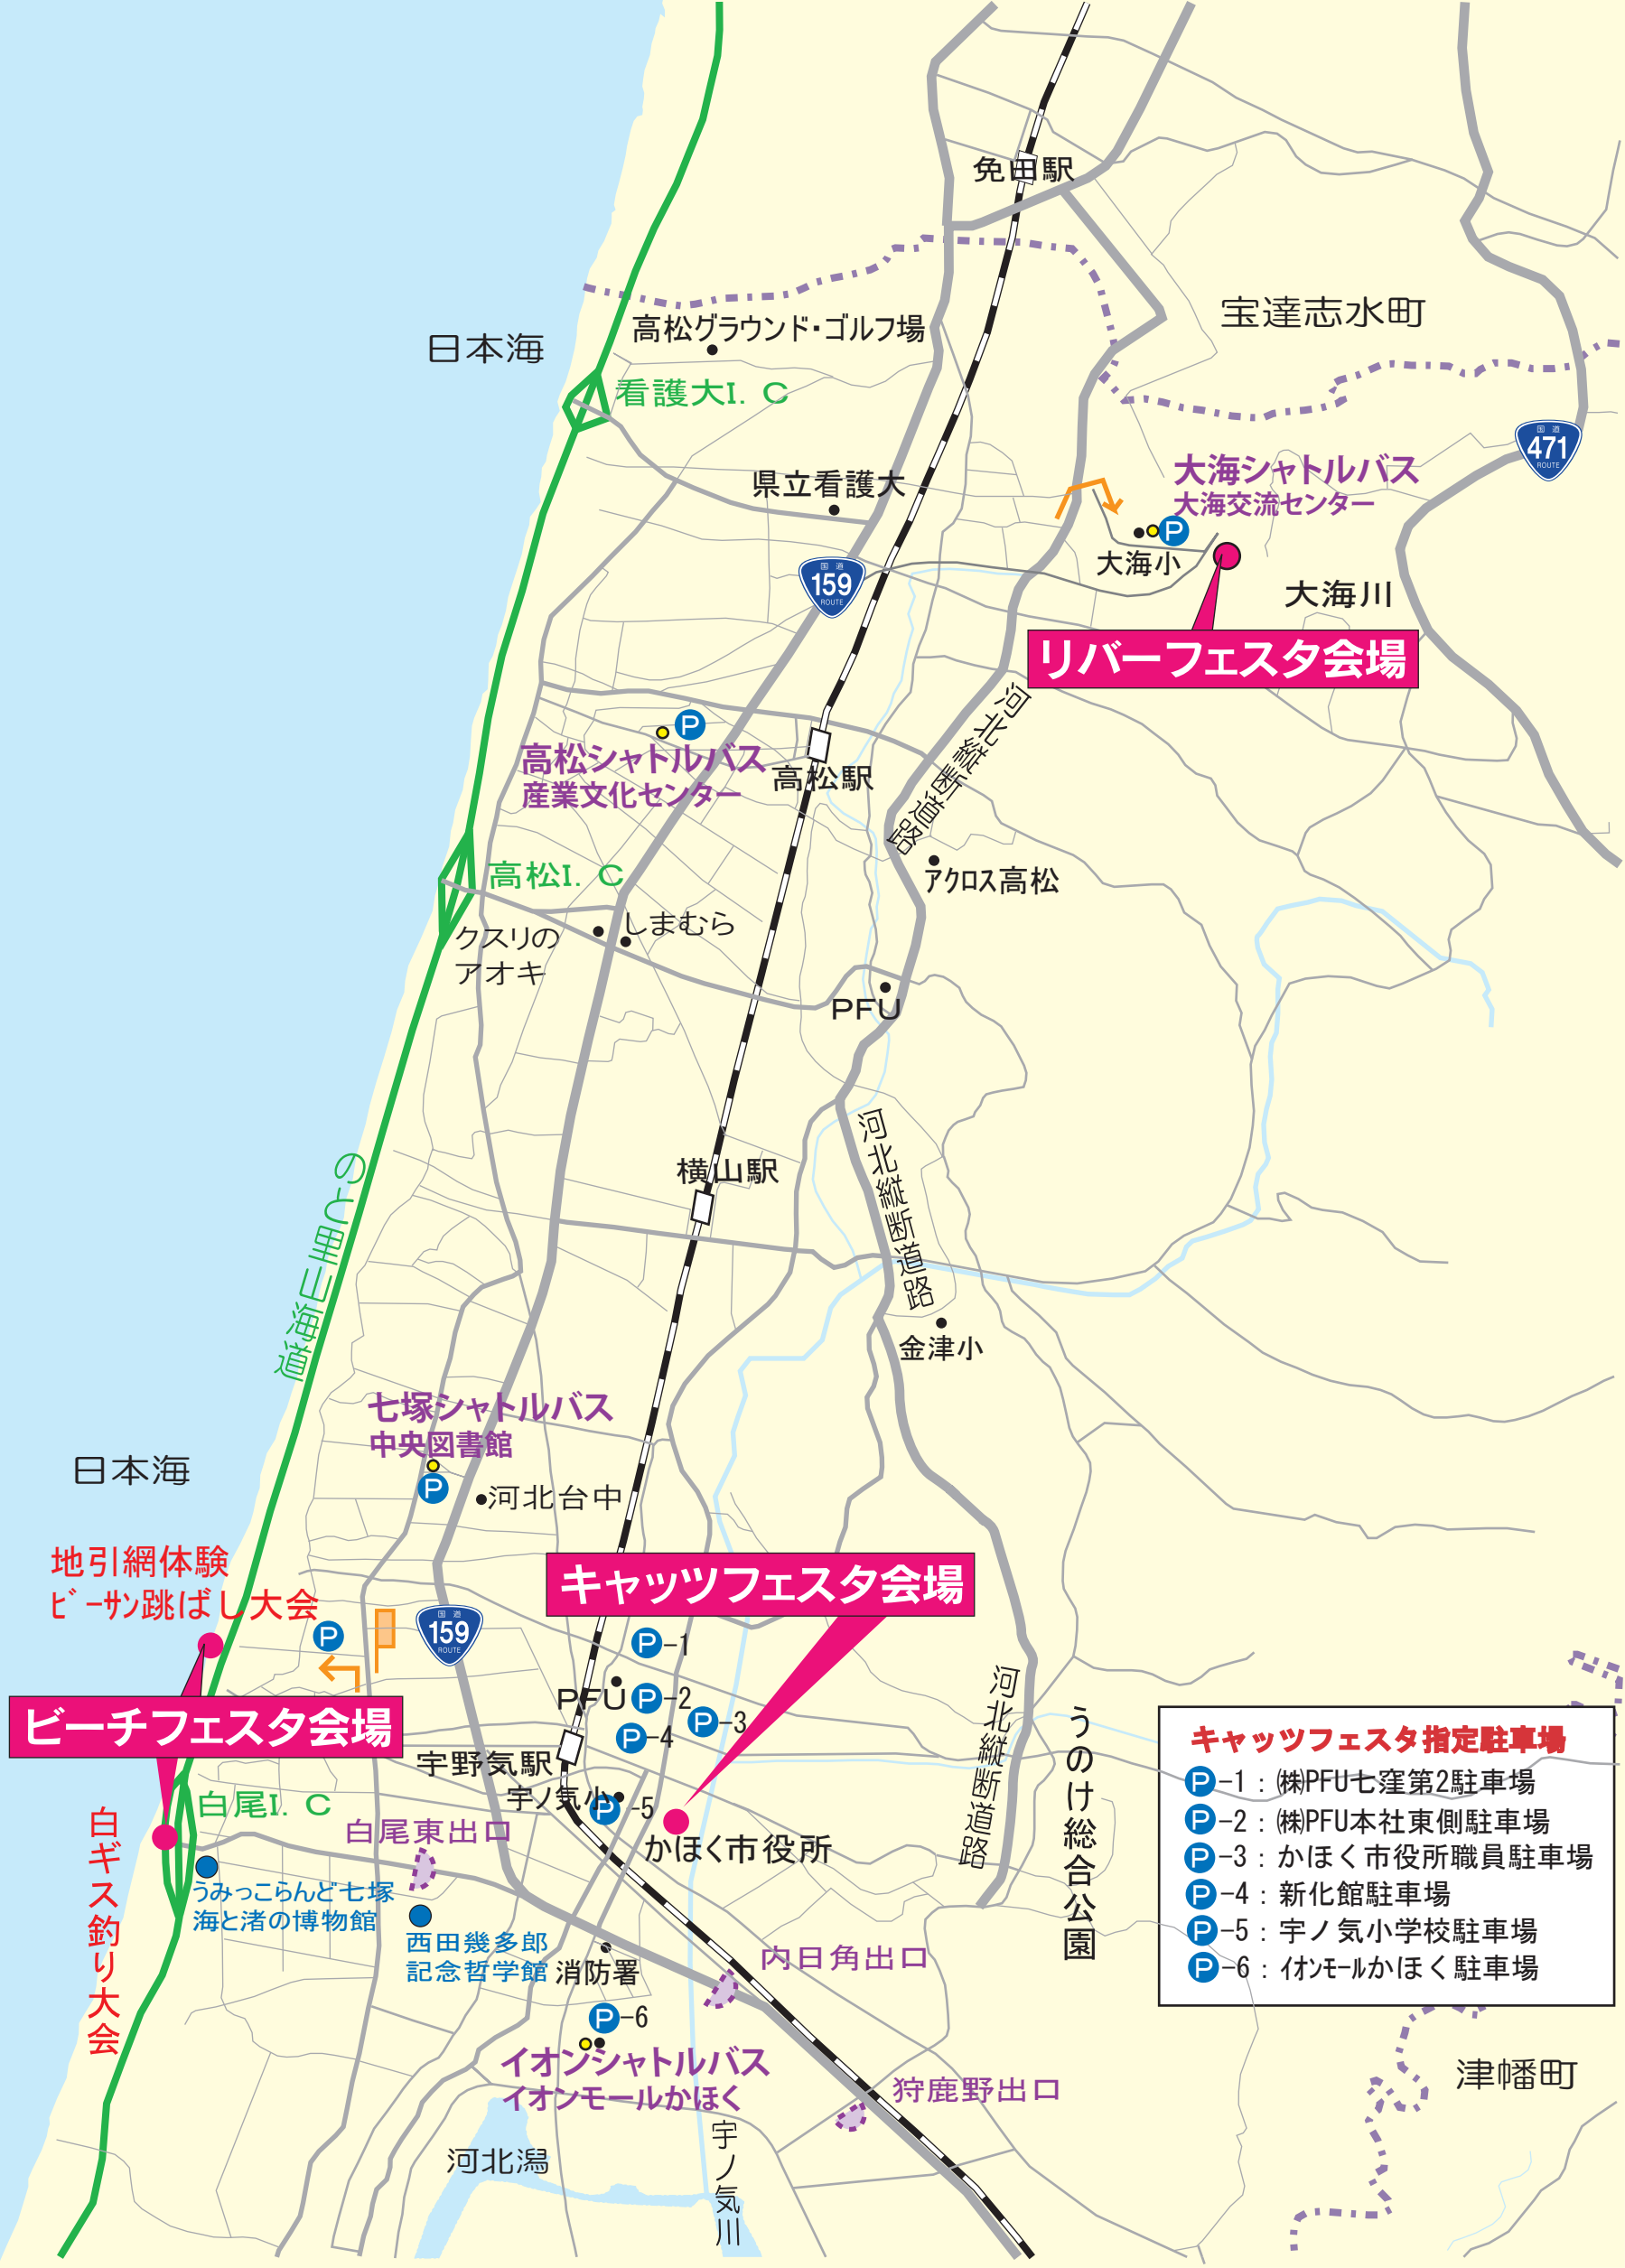 免田駅
宝達志水町
高松グラウンド・ゴルフ場
日本海
看護大I. C
国道
471
ROUTE
大海シャトルバス
大海交流センター
県立看護大
P
大海小
国道
159
ROUTE
大海川
リバーフェスタ会場
河北縦断道路
P
高松シャトルバス
産業文化センター
高松駅
アクロス高松
高松I. C
しまむら
クスリの
アオキ
PFU
河北縦断道路
横山駅
のと里山海道
金津小
七塚シャトルバス
中央図書館
P
日本海
河北台中
地引網体験
ビーサン跳ばし大会
キャッツフェスタ会場
P
国道
159
ROUTE
P-1
PFU
P-2
P-3
P-4
河北縦断道路
うのけ総合公園
ビーチフェスタ会場
宇野気駅
宇ノ気小
P-5
キャッツフェスタ指定駐車場
P-1：㈱PFU七窪第2駐車場
P-2：㈱PFU本社東側駐車場
P-3：かほく市役所職員駐車場
P-4：新化館駐車場
P-5：宇ノ気小学校駐車場
P-6：イオンモールかほく駐車場
白尾I. C
白尾東出口
かほく市役所
白ギス釣り大会
うみっこらんど七塚
海と渚の博物館
西田幾多郎
記念哲学館
消防署
内日角出口
P-6
イオンシャトルバス
イオンモールかほく
狩鹿野出口
津幡町
河北潟
宇ノ気川